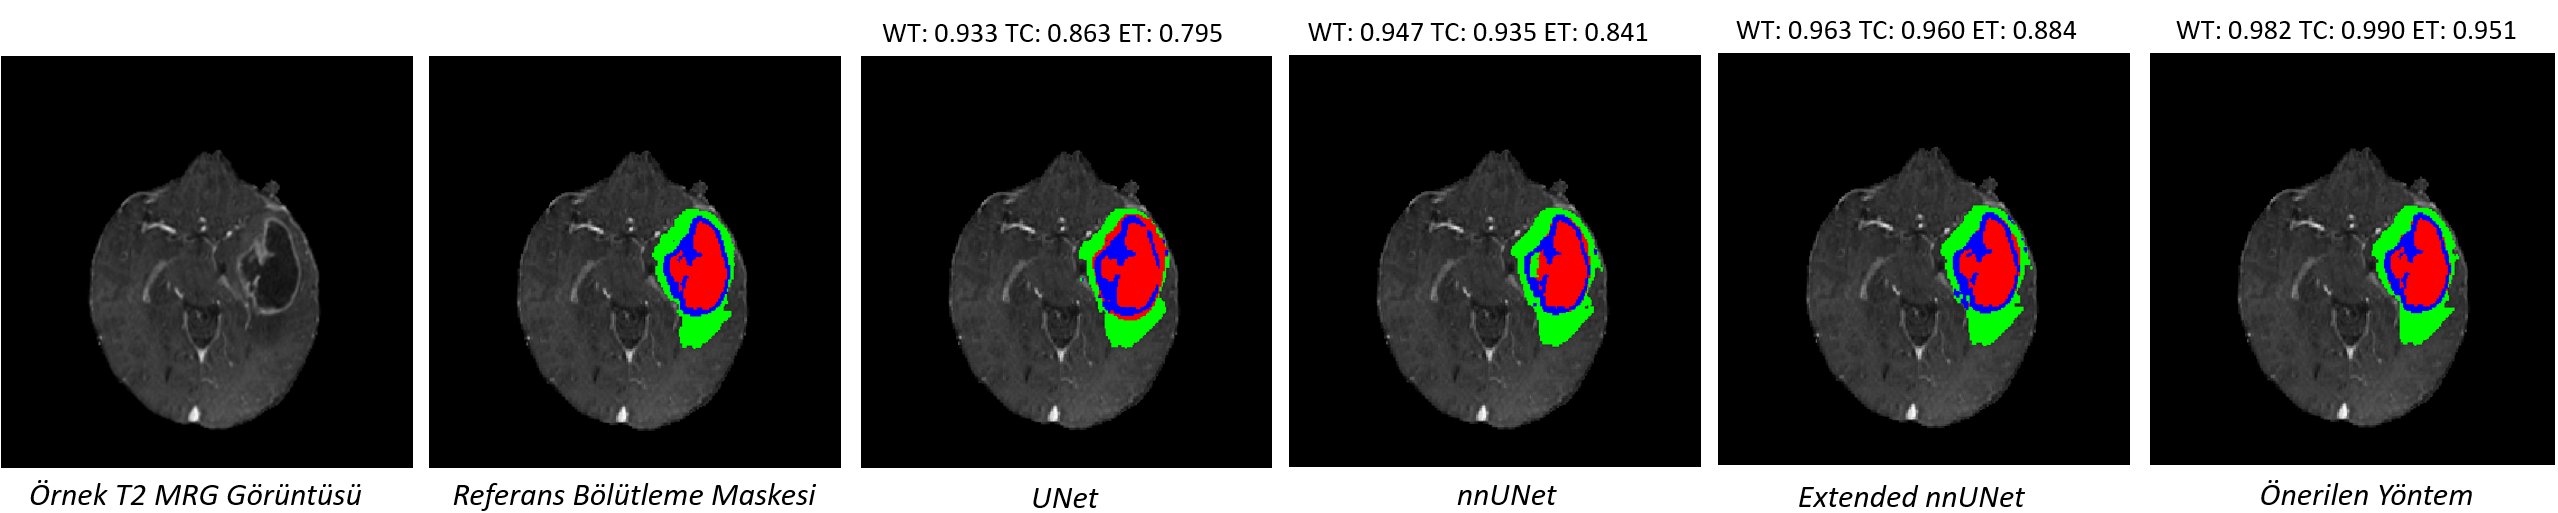 WT: 0.933 TC: 0.863 ET: 0.795
WT: 0.947 TC: 0.935 ET: 0.841
WT: 0.963 TC: 0.960 ET: 0.884
WT: 0.982 TC: 0.990 ET: 0.951
Örnek T2 MRG Görüntüsü
Referans Bölütleme Maskesi
UNet
nnUNet
Extended nnUNet
Önerilen Yöntem